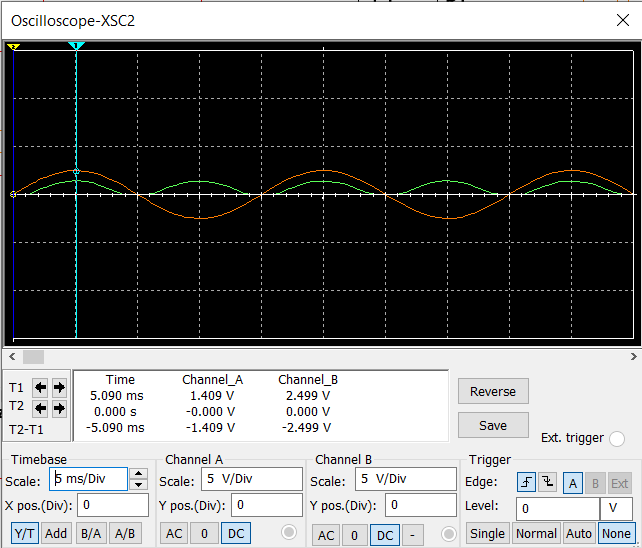 Oscilloscope-XSC2
2
1
T1
T2
T2-T1
Time Channel_A Channel_B
5.090 ms 1.409 V 2.499 V
0.000 s -0.000 V 0.000 V
-5.090 ms -1.409 V -2.499 V
Reverse
Save
Ext. trigger
Timebase
Scale: 5 ms/Div
X pos.(Div): 0
Y/T Add B/A A/B
Channel A
Scale: 5 V/Div
Y pos.(Div): 0
AC 0 DC
Channel B
Scale: 5 V/Div
Y pos.(Div): 0
AC 0 DC -
Trigger
Edge: A B Ext
Level: 0 V
Single Normal Auto None